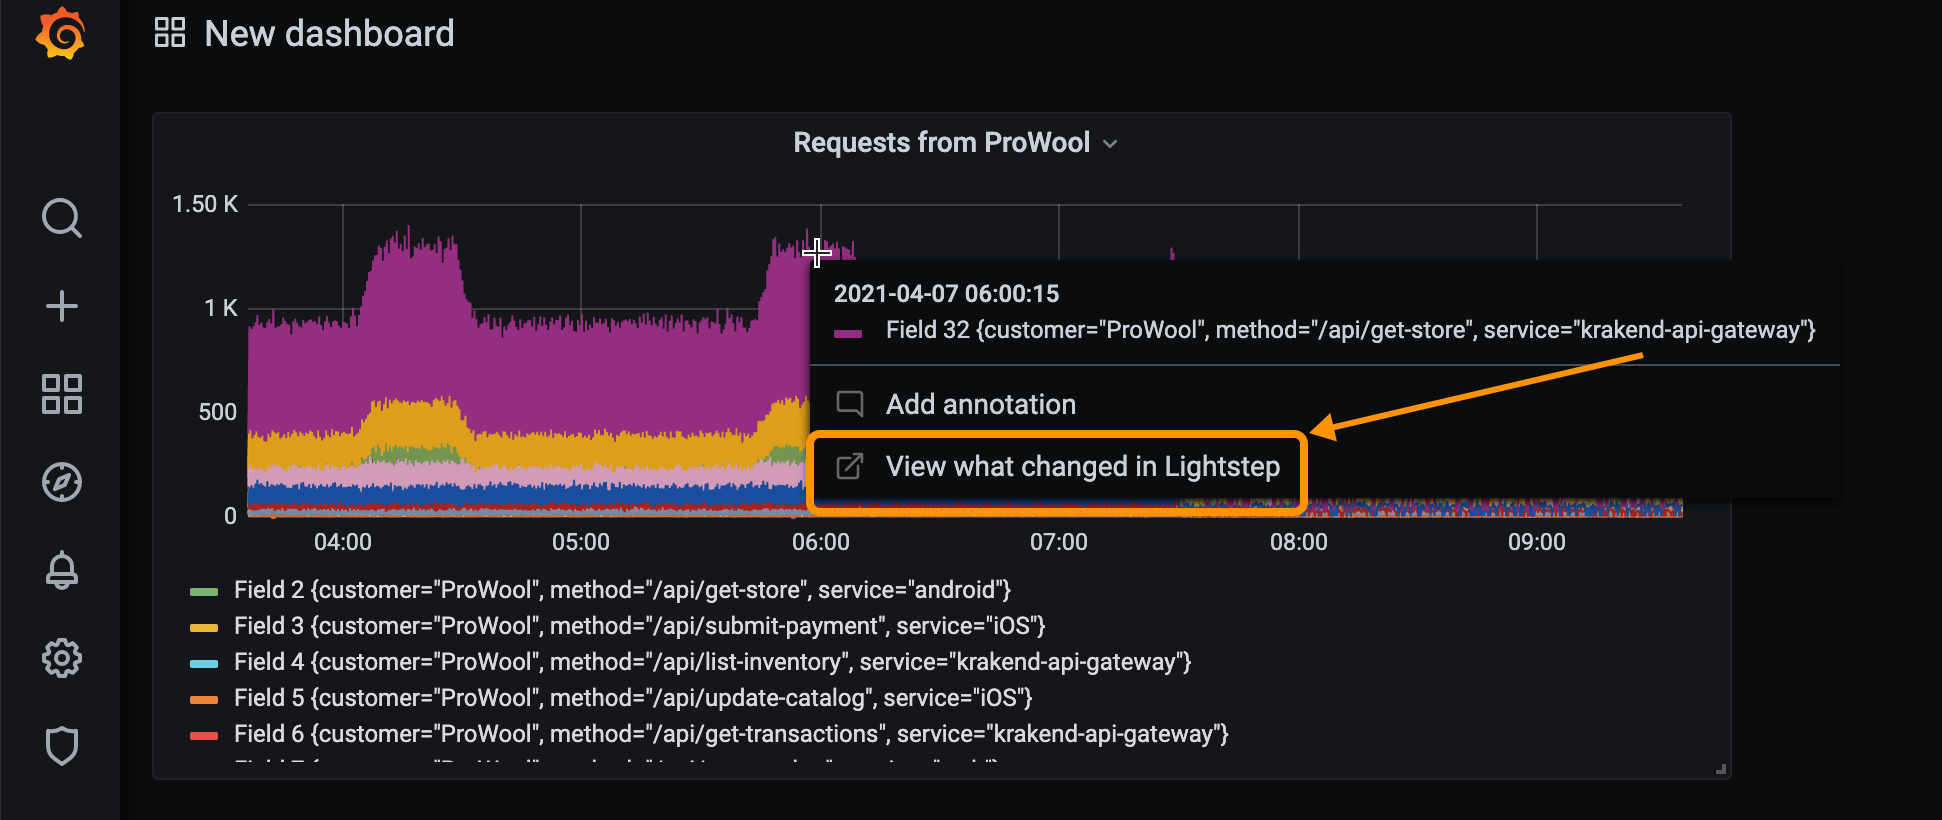 New dashboard
Requests from ProWool
1.50 K
1 K
500
0
2021-04-07 06:00:15
Field 32 {customer="ProWool", method="/api/get-store", service="krakend-api-gateway"}
Add annotation
View what changed in Lightstep
04:00 05:00 06:00 07:00 08:00 09:00
Field 2 {customer="ProWool", method="/api/get-store", service="android"}
Field 3 {customer="ProWool", method="/api/submit-payment", service="iOS"}
Field 4 {customer="ProWool", method="/api/list-inventory", service="krakend-api-gateway"}
Field 5 {customer="ProWool", method="/api/update-catalog", service="iOS"}
Field 6 {customer="ProWool", method="/api/get-transactions", service="krakend-api-gateway"}